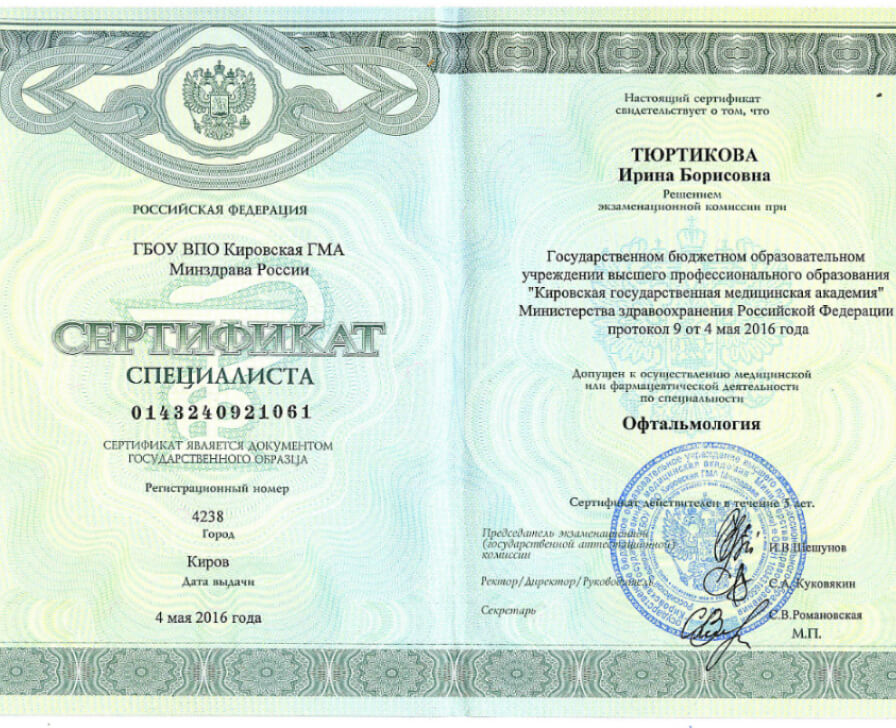 РОССИЙСКАЯ ФЕДЕРАЦИЯ
ГБОУ ВПО Кировская ГМА
Минздрава России
СЕРТИФИКАТ
СПЕЦИАЛИСТА
0143240921061
СЕРТИФИКАТ ЯВЛЯЕТСЯ ДОКУМЕНТОМ
ГОСУДАРСТВЕННОГО ОБРАЗЦА
Регистрационный номер
4238
Город
Киров
Дата выдачи
4 мая 2016 года
Настоящий сертификат
свидетельствует о том, что
ТЮРТИКОВА
Ирина Борисовна
Решением
экзаменационной комиссии при
Государственном бюджетном образовательном
учреждении высшего профессионального образования
"Кировская государственная медицинская академия"
Министерства здравоохранения Российской Федерации
протокол 9 от 4 мая 2016 года
Допущен к осуществлению медицинской
или фармацевтической деятельности
по специальности
Офтальмология
Сертификат действителен в течение 5 лет.
Председатель экзаменационной
(государственной аттестационной)
комиссии
И.В.Шешунов
Ректор/Директор/Руководитель
С.А.Куковякин
Секретарь
С.В.Романовская
М.П.